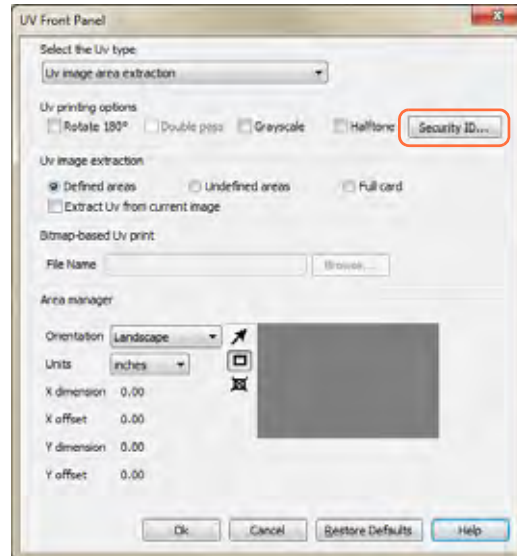 UV Front Panel
Select the Uv type
Uv image area extraction
Uv printing options
Rotate 180° Double pass Grayscale Halftone Security ID...
Uv image extraction
Defined areas Undefined areas Full card
Extract Uv from current image
Bitmap-based Uv print
File Name Browse...
Area manager
Orientation Landscape
Units inches
X dimension 0.00
X offset 0.00
Y dimension 0.00
Y offset 0.00
Ok Cancel Restore Defaults Help